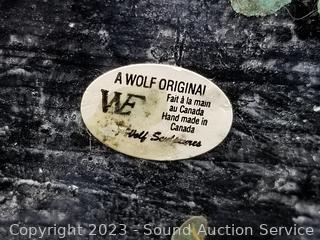 A WOLF ORIGINAL
WF
Fait à la main
au Canada
Hand made in
Canada
Wolf Sculptures
Copyright 2023 - Sound Auction Service